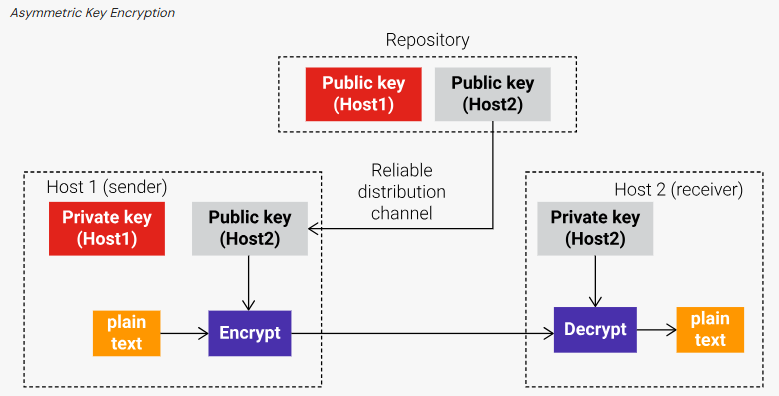 Asymmetric Key Encryption
Repository
Public key
(Host1)
Public key
(Host2)
Reliable
distribution
channel
Host 1 (sender)
Private key
(Host1)
Public key
(Host2)
plain
text
Encrypt
Host 2 (receiver)
Private key
(Host2)
Decrypt
plain
text